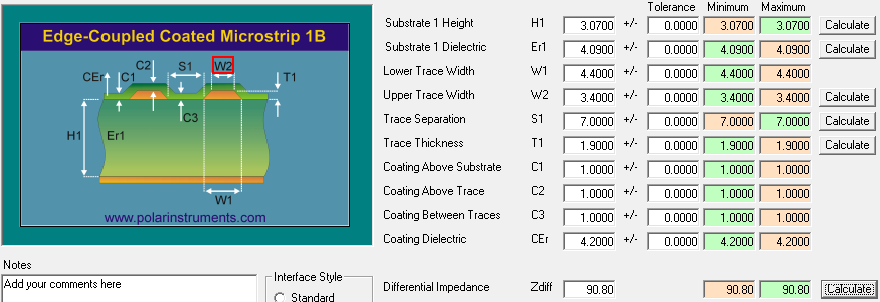 Edge-Coupled Coated Microstrip 1B
CEr C1 C2 S1 W2 T1
H1 Er1 C3
W1
www.polarinstruments.com
Notes
Add your comments here
Interface Style
Standard
Tolerance Minimum Maximum
Substrate 1 Height H1 3.0700 +/- 0.0000 3.0700 3.0700 Calculate
Substrate 1 Dielectric Er1 4.0900 +/- 0.0000 4.0900 4.0900 Calculate
Lower Trace Width W1 4.4000 +/- 0.0000 4.4000 4.4000
Upper Trace Width W2 3.4000 +/- 0.0000 3.4000 3.4000 Calculate
Trace Separation S1 7.0000 +/- 0.0000 7.0000 7.0000 Calculate
Trace Thickness T1 1.9000 +/- 0.0000 1.9000 1.9000 Calculate
Coating Above Substrate C1 1.0000 +/- 0.0000 1.0000 1.0000
Coating Above Trace C2 1.0000 +/- 0.0000 1.0000 1.0000
Coating Between Traces C3 1.0000 +/- 0.0000 1.0000 1.0000
Coating Dielectric CEr 4.2000 +/- 0.0000 4.2000 4.2000
Differential Impedance Zdiff 90.80 90.80 90.80 Calculate